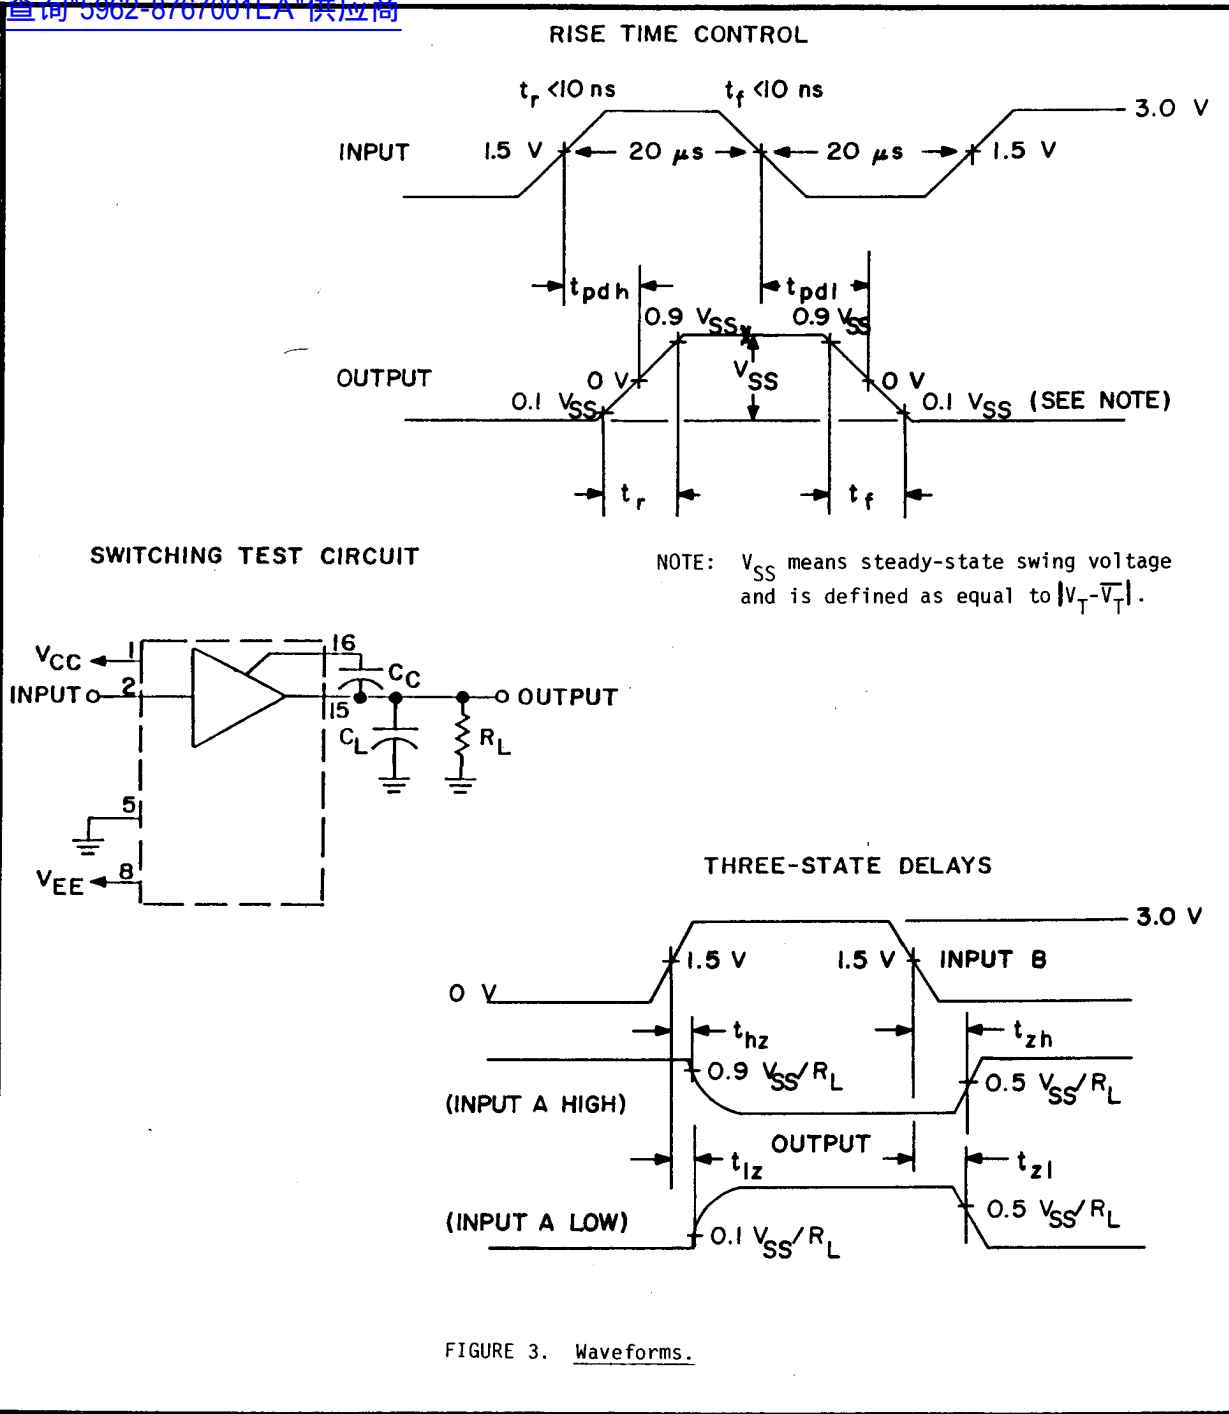 查询"5962-8767001EA"供应商
RISE TIME CONTROL
tr <10 ns
tf <10 ns
3.0 V
INPUT 1.5 V 20 μs 20 μs 1.5 V
tpdh
tpdl
0.9 VSS
0.9 VSS
OUTPUT
0 V
VSS
0 V
0.1 VSS
0.1 VSS (SEE NOTE)
tr
tf
SWITCHING TEST CIRCUIT
NOTE: VSS means steady-state swing voltage
and is defined as equal to |VT-V̅T̅|.
VCC 1
16
CC
INPUT 2
OUTPUT
15
CL
RL
5
VEE 8
THREE-STATE DELAYS
3.0 V
1.5 V
1.5 V
INPUT B
0 V
thz
tzh
0.9 VSS/RL
0.5 VSS/RL
(INPUT A HIGH)
OUTPUT
tlz
tzl
(INPUT A LOW)
0.5 VSS/RL
0.1 VSS/RL
FIGURE 3. Waveforms.